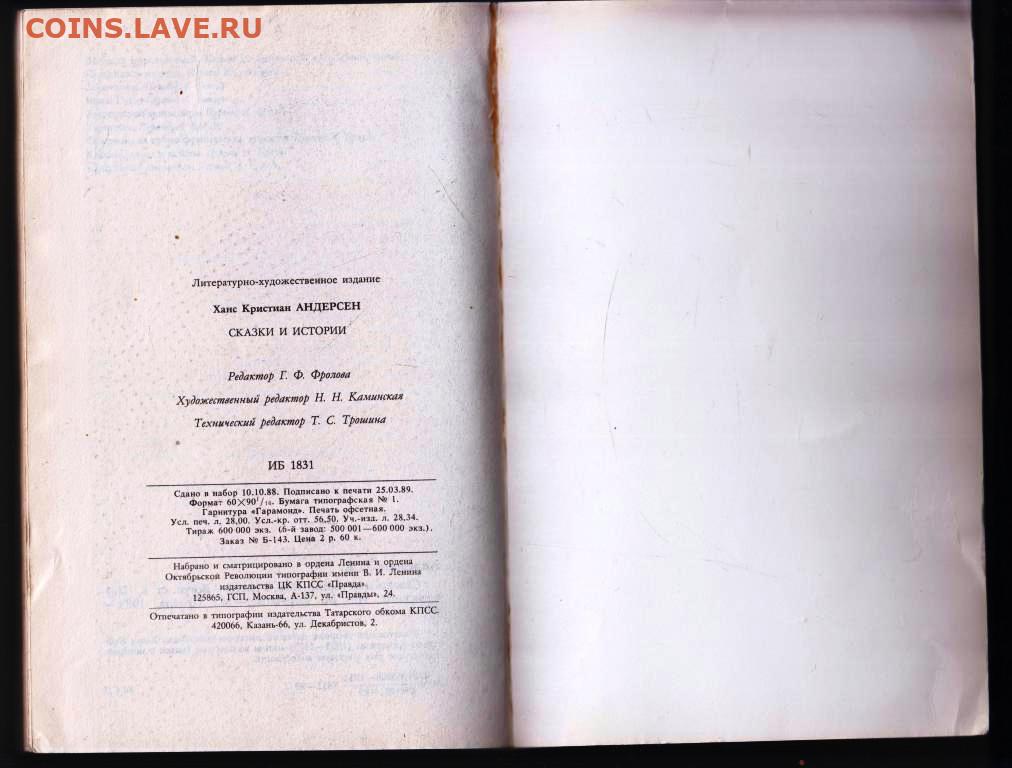 COINS.LAVE.RU
Литературно-художественное издание
Ханс Кристиан АНДЕРСЕН
СКАЗКИ И ИСТОРИИ
Редактор Г. Ф. Фролова
Художественный редактор Н. Н. Каминская
Технический редактор Т. С. Трошина
ИБ 1831
Сдано в набор 10.10.88. Подписано к печати 25.03.89.
Формат 60×90¹/₁₆. Бумага типографская № 1.
Гарнитура «Гарамонд». Печать офсетная.
Усл. печ. л. 28,00. Усл.-кр. отт. 56,50. Уч.-изд. л. 28,34.
Тираж 600 000 экз. (6-й завод: 500 001—600 000 экз.).
Заказ № Б-143. Цена 2 р. 60 к.
Набрано и сматрицировано в ордена Ленина и ордена
Октябрьской Революции типографии имени В. И. Ленина
издательства ЦК КПСС «Правда».
125865, ГСП, Москва, А-137, ул. «Правды», 24.
Отпечатано в типографии издательства Татарского обкома КПСС.
420066, Казань-66, ул. Декабристов, 2.